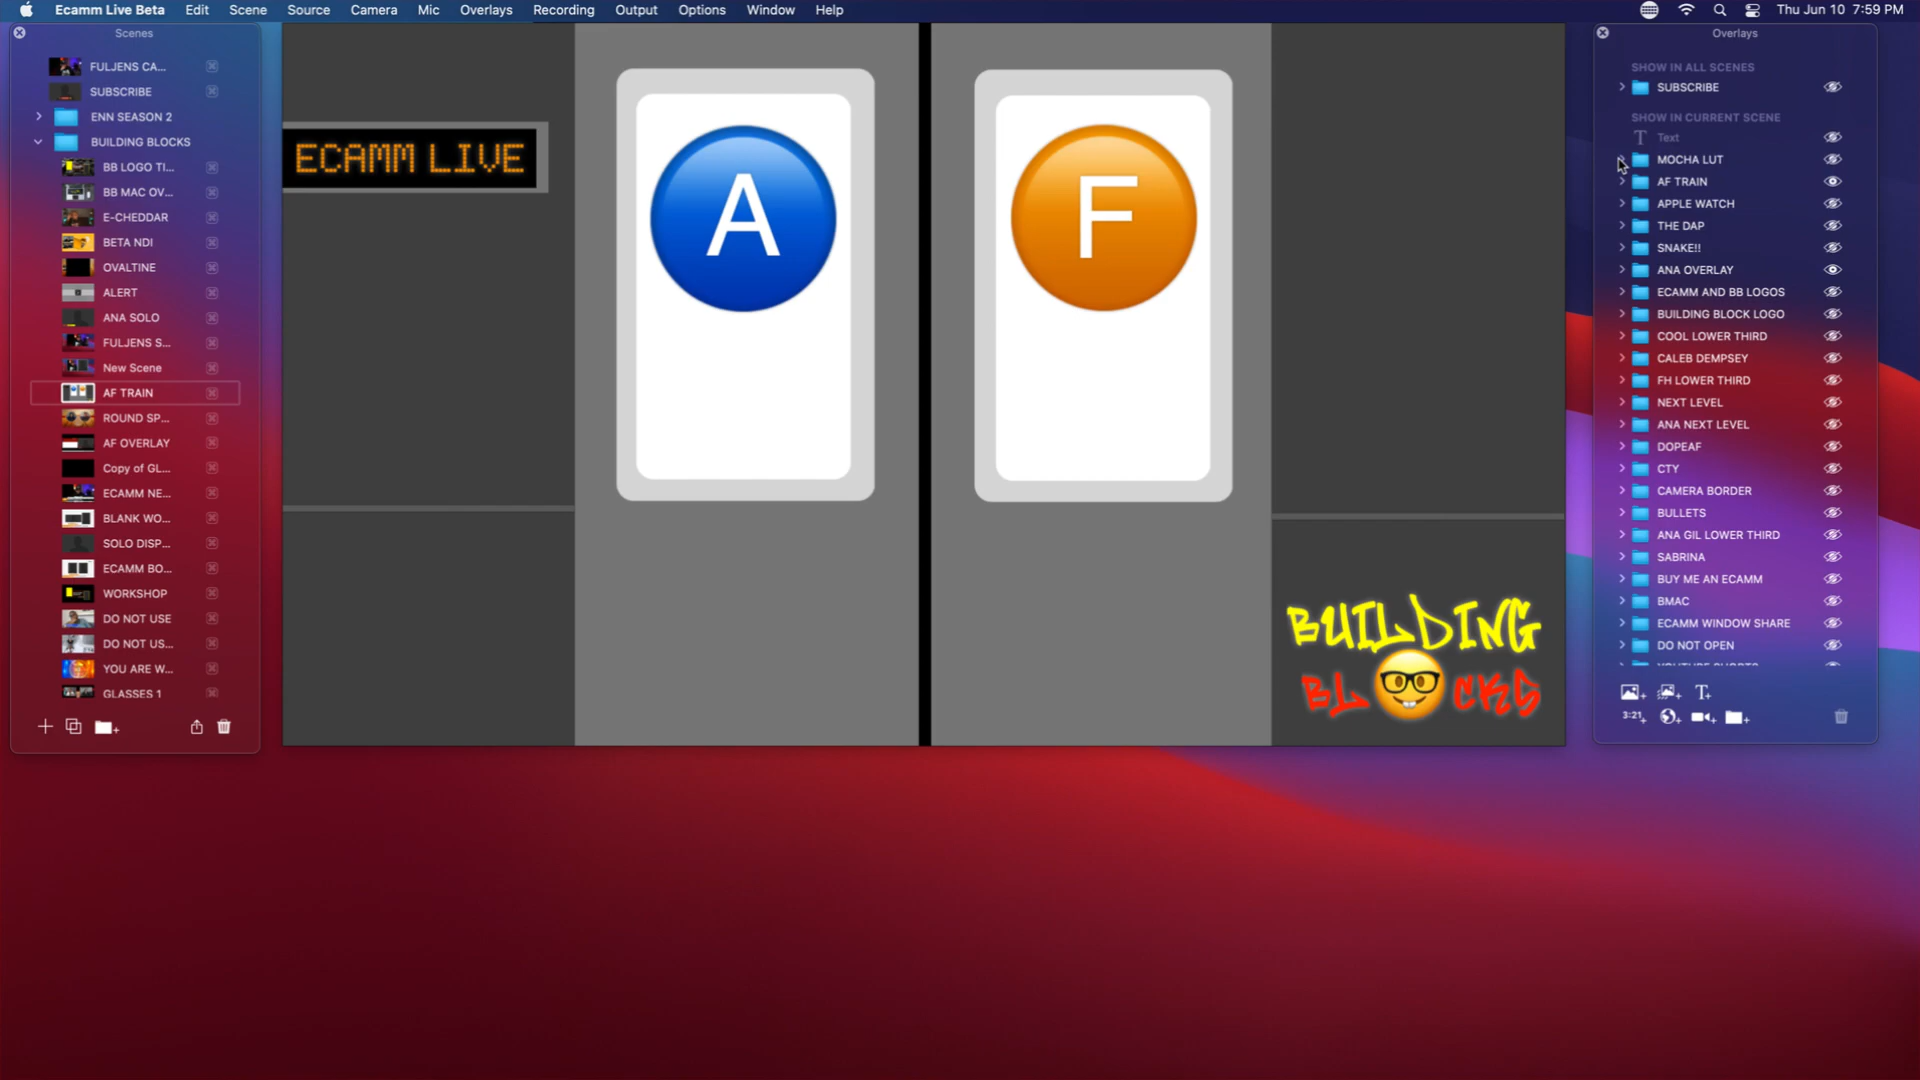 Ecamm Live Beta Edit Scene Source Camera Mic Overlays Recording Output Options Window Help Thu Jun 10 7:59 PM
Scenes
FULJENS CA...
SUBSCRIBE
ENN SEASON 2
BUILDING BLOCKS
BB LOGO TI...
BB MAC OV...
E-CHEDDAR
BETA NDI
OVALTINE
ALERT
ANA SOLO
FULJENS S...
New Scene
AF TRAIN
ROUND SP...
AF OVERLAY
Copy of GL...
ECAMM NE...
BLANK WO...
SOLO DISP...
ECAMM BO...
WORKSHOP
DO NOT USE
DO NOT US...
YOU ARE W...
GLASSES 1
ECAMM LIVE
A
F
BUILDING
BL🤓CKS
Overlays
SHOW IN ALL SCENES
SUBSCRIBE
SHOW IN CURRENT SCENE
T Text
MOCHA LUT
AF TRAIN
APPLE WATCH
THE DAP
SNAKE!!
ANA OVERLAY
ECAMM AND BB LOGOS
BUILDING BLOCK LOGO
COOL LOWER THIRD
CALEB DEMPSEY
FH LOWER THIRD
NEXT LEVEL
ANA NEXT LEVEL
DOPEAF
CTY
CAMERA BORDER
BULLETS
ANA GIL LOWER THIRD
SABRINA
BUY ME AN ECAMM
BMAC
ECAMM WINDOW SHARE
DO NOT OPEN
T+
3:21+